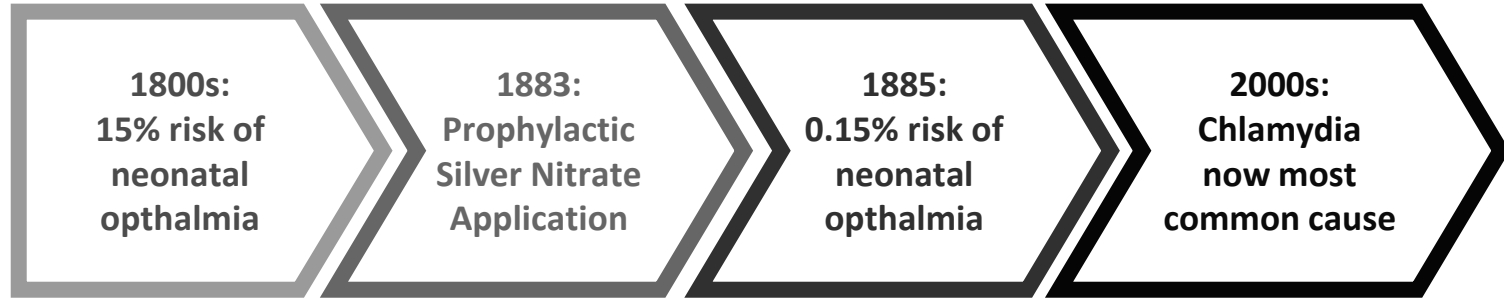 1800s:
15% risk of
neonatal
opthalmia
1883:
Prophylactic
Silver Nitrate
Application
1885:
0.15% risk of
neonatal
opthalmia
2000s:
Chlamydia
now most
common cause